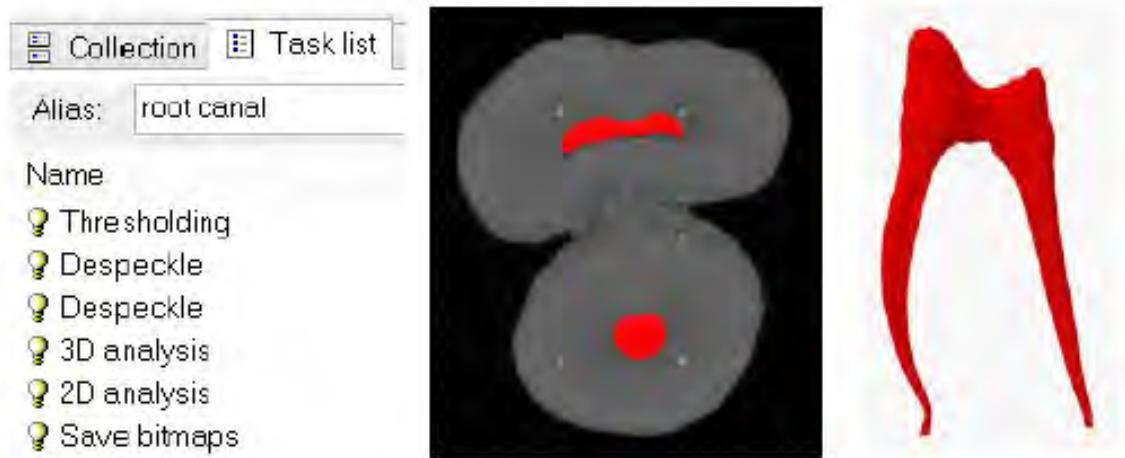 Collection Task list
Alias: root canal
Name
Thresholding
Despeckle
Despeckle
3D analysis
2D analysis
Save bitmaps